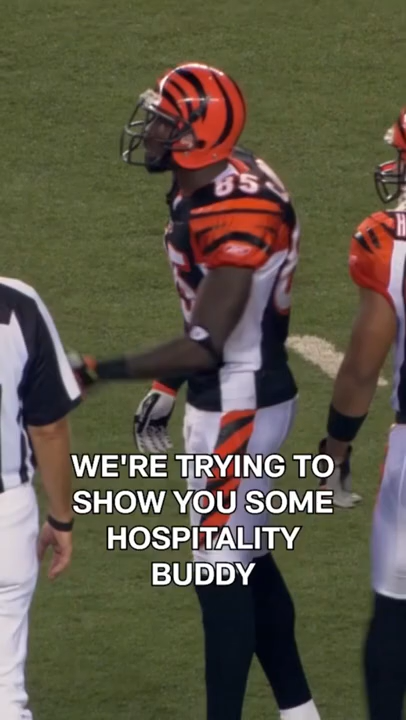 85
WE'RE TRYING TO
SHOW YOU SOME
HOSPITALITY
BUDDY